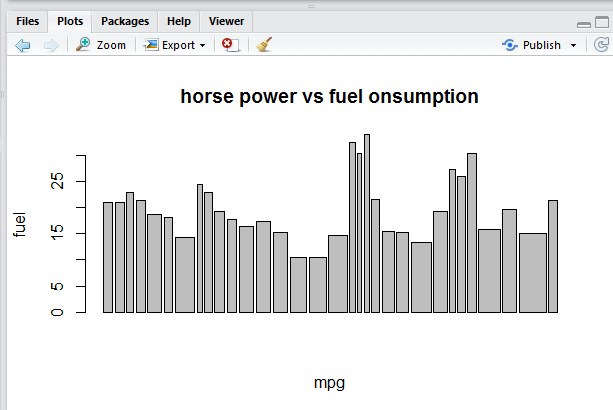 Files Plots Packages Help Viewer
Zoom Export Publish
horse power vs fuel onsumption
fuel
25
15
5
0
mpg